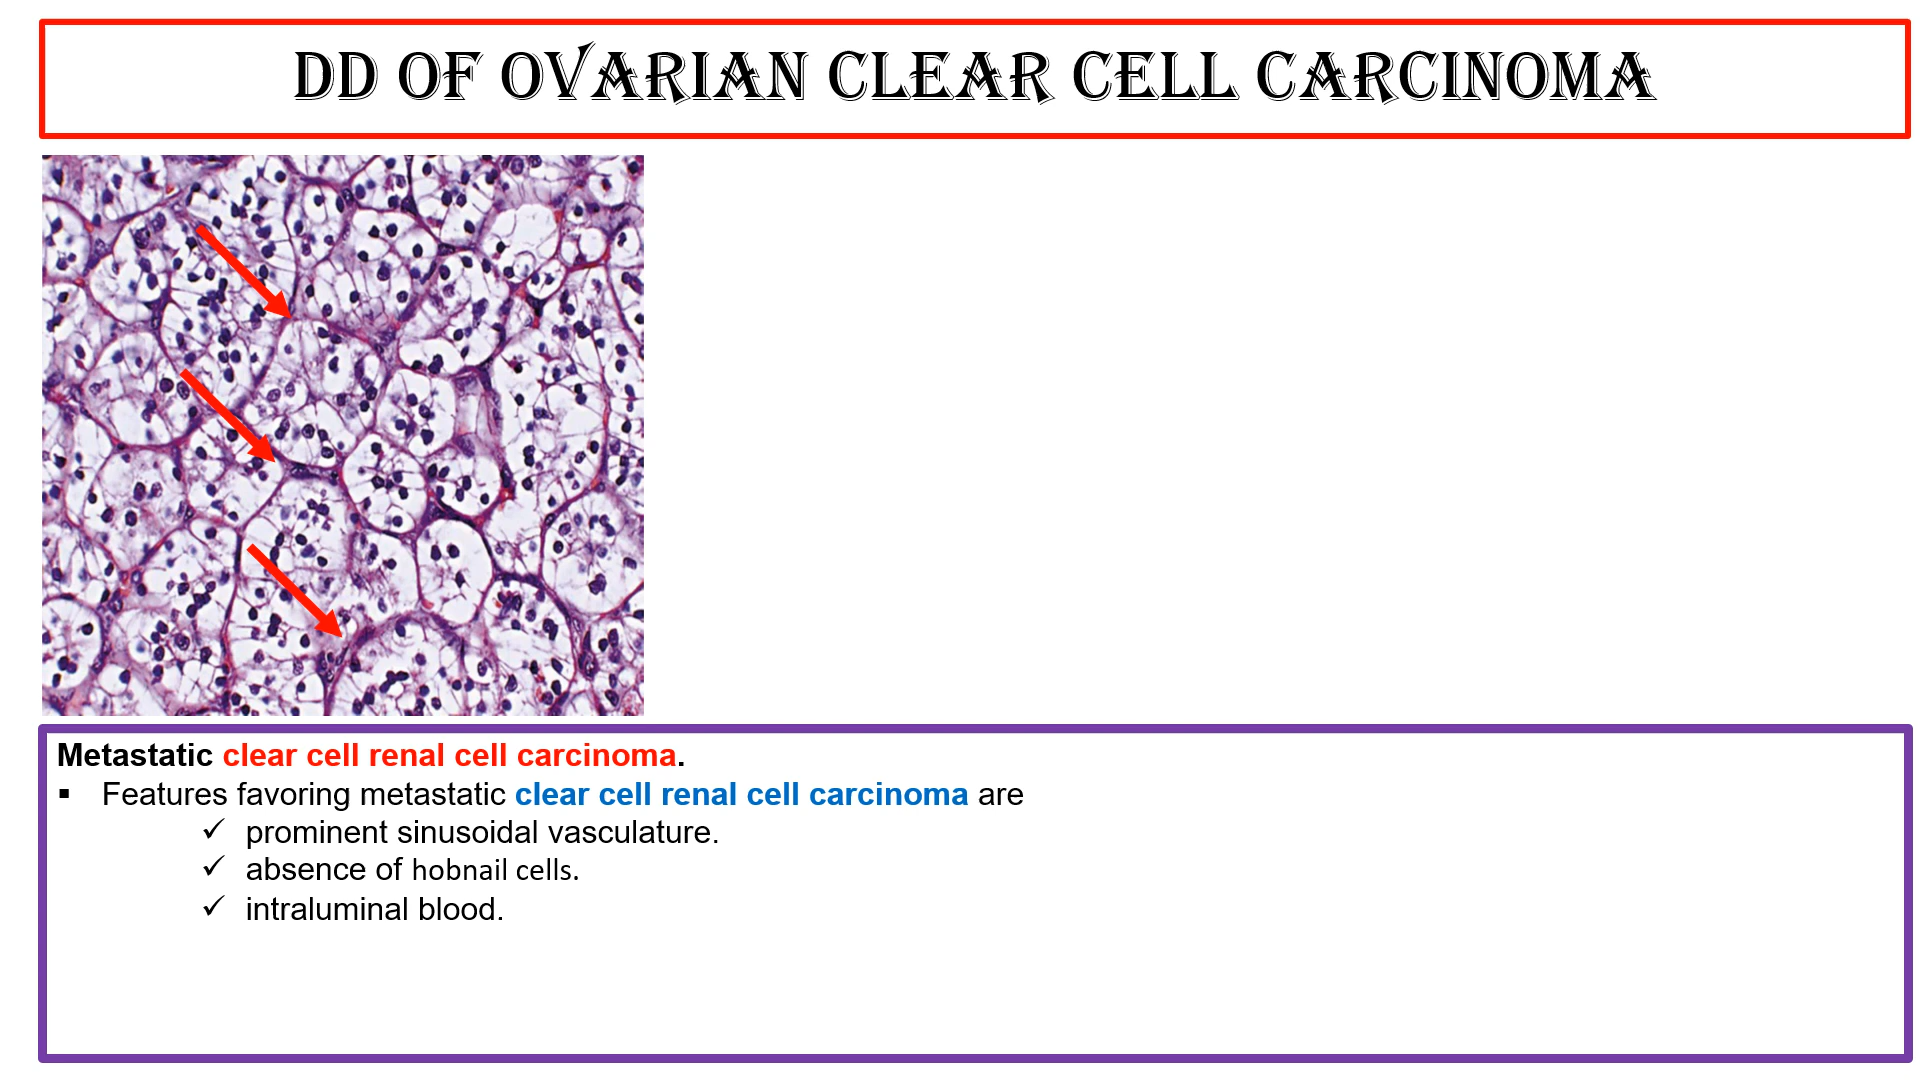 DD OF OVARIAN CLEAR CELL CARCINOMA
Metastatic clear cell renal cell carcinoma.
▪ Features favoring metastatic clear cell renal cell carcinoma are
✓ prominent sinusoidal vasculature.
✓ absence of hobnail cells.
✓ intraluminal blood.